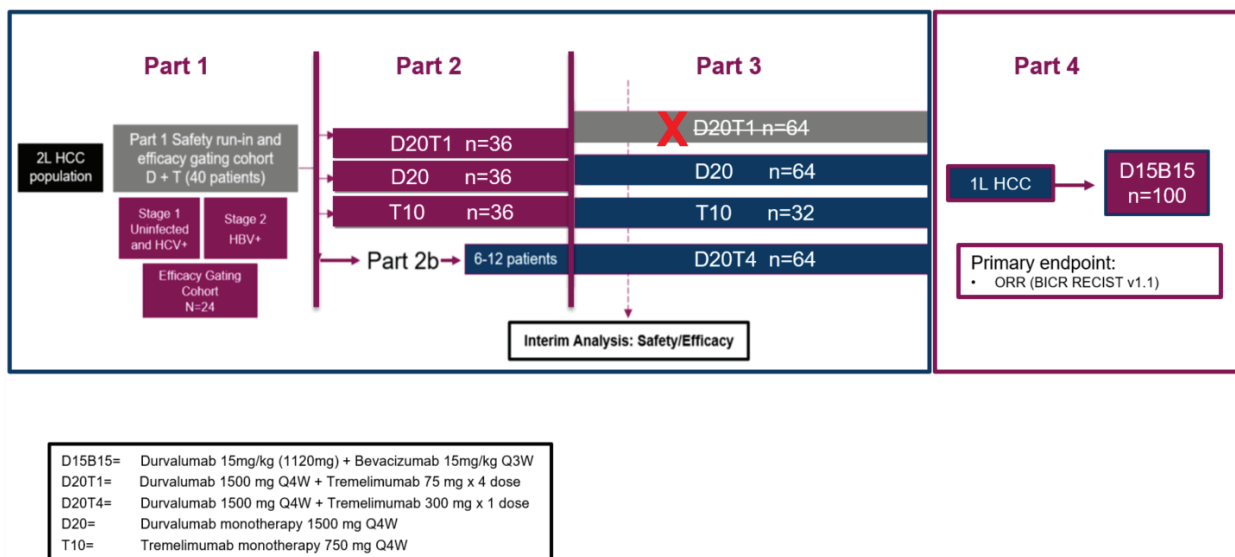 Part 1
Part 2
Part 3
Part 4
2L HCC
population
Part 1 Safety run-in and
efficacy gating cohort
D + T (40 patients)
Stage 1
Uninfected
and HCV+
Stage 2
HBV+
Efficacy Gating
Cohort
N=24
D20T1 n=36
D20 n=36
T10 n=36
Part 2b
6-12 patients
X D20T1 n=64
D20 n=64
T10 n=32
D20T4 n=64
Interim Analysis: Safety/Efficacy
1L HCC
D15B15
n=100
Primary endpoint:
• ORR (BICR RECIST v1.1)
D15B15= Durvalumab 15mg/kg (1120mg) + Bevacizumab 15mg/kg Q3W
D20T1= Durvalumab 1500 mg Q4W + Tremelimumab 75 mg x 4 dose
D20T4= Durvalumab 1500 mg Q4W + Tremelimumab 300 mg x 1 dose
D20= Durvalumab monotherapy 1500 mg Q4W
T10= Tremelimumab monotherapy 750 mg Q4W